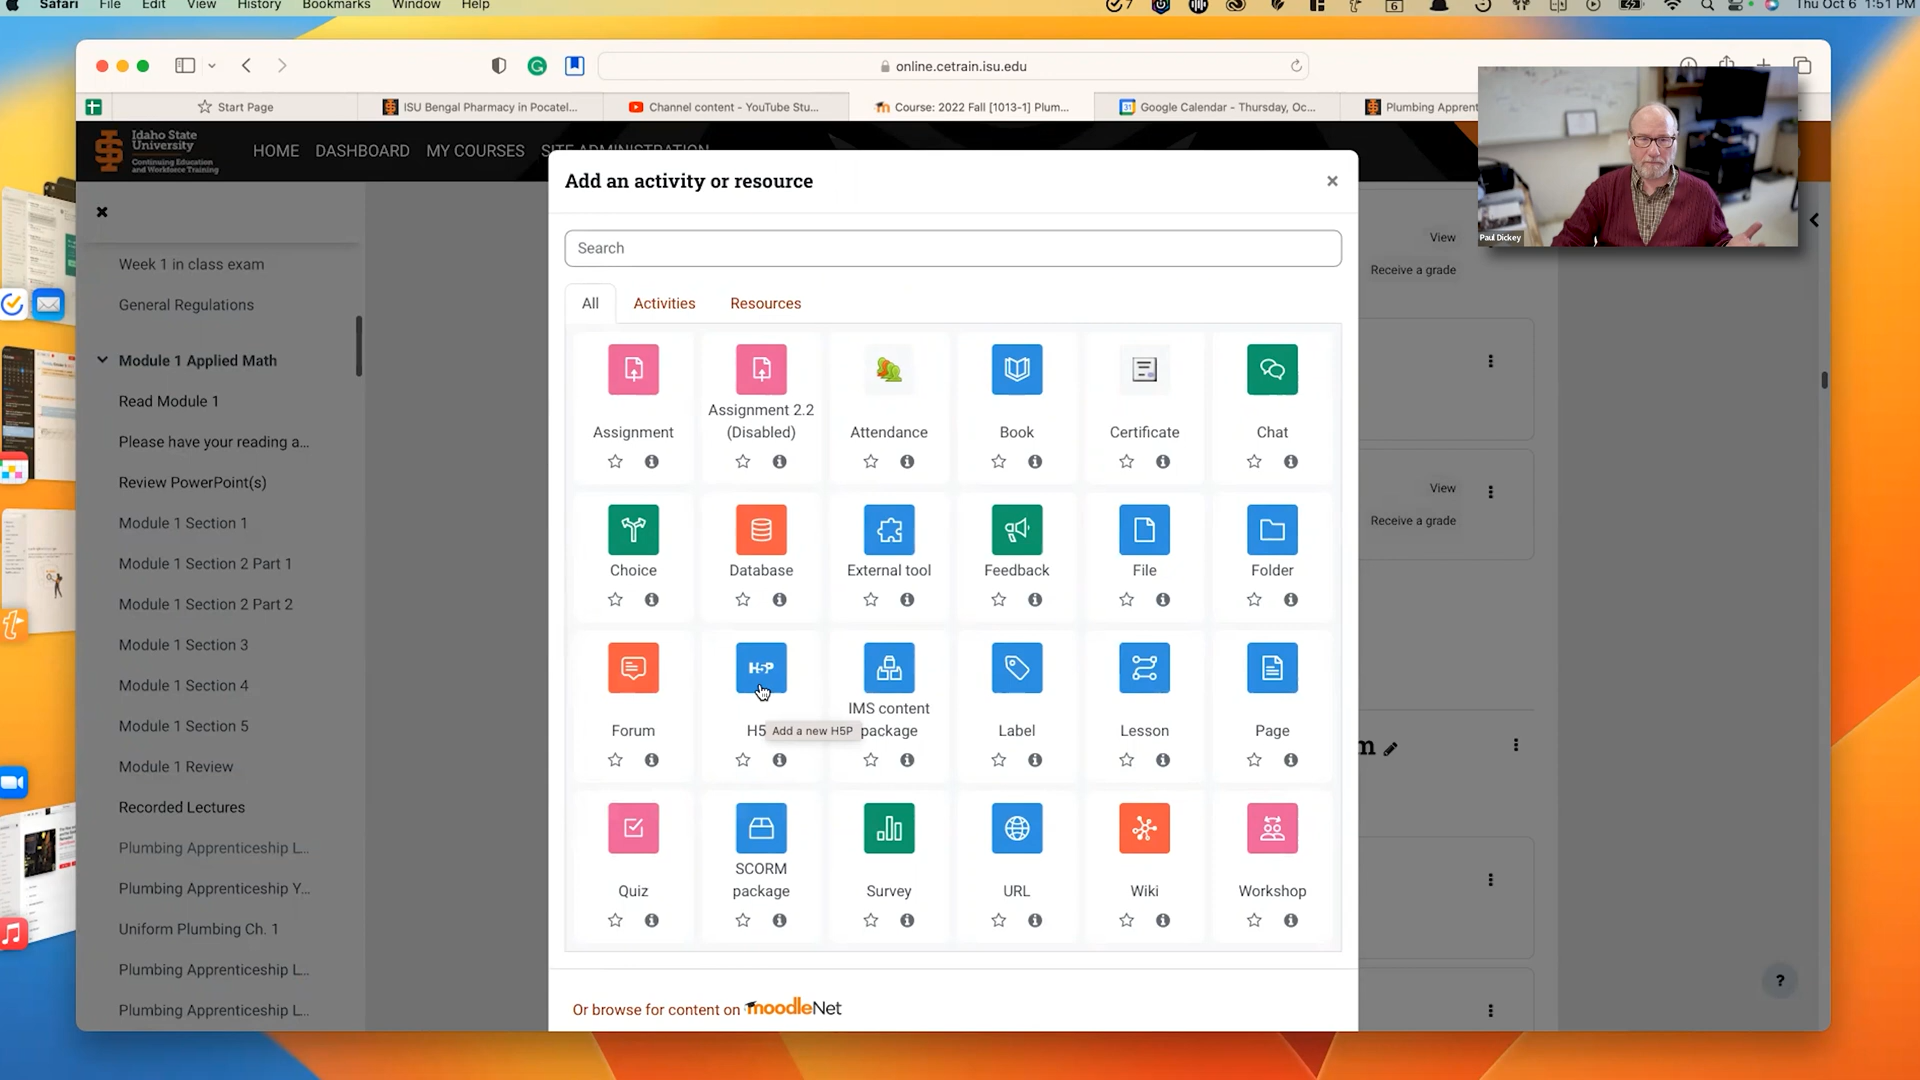 Safari File Edit View History Bookmarks Window Help
7
6
Thu Oct 6 1:51 PM
online.cetrain.isu.edu
Start Page
ISU Bengal Pharmacy in Pocatel...
Channel content - YouTube Stu...
Course: 2022 Fall [1013-1] Plum...
Google Calendar - Thursday, Oc...
Plumbing Apprent
Idaho State
University
Continuing Education
and Workforce Training
HOME DASHBOARD MY COURSES SITE ADMINISTRATION
Paul Dickey
Week 1 in class exam
General Regulations
Module 1 Applied Math
Read Module 1
Please have your reading a...
Review PowerPoint(s)
Module 1 Section 1
Module 1 Section 2 Part 1
Module 1 Section 2 Part 2
Module 1 Section 3
Module 1 Section 4
Module 1 Section 5
Module 1 Review
Recorded Lectures
Plumbing Apprenticeship L...
Plumbing Apprenticeship Y...
Uniform Plumbing Ch. 1
Plumbing Apprenticeship L...
Plumbing Apprenticeship L...
Add an activity or resource
×
Search
All Activities Resources
Assignment
Assignment 2.2
(Disabled)
Attendance
Book
Certificate
Chat
Choice
Database
External tool
Feedback
File
Folder
Forum
H5P
H5
Add a new H5P
IMS content
package
Label
Lesson
Page
Quiz
SCORM
package
Survey
URL
Wiki
Workshop
Or browse for content on moodleNet
View
Receive a grade
View
Receive a grade
m
?